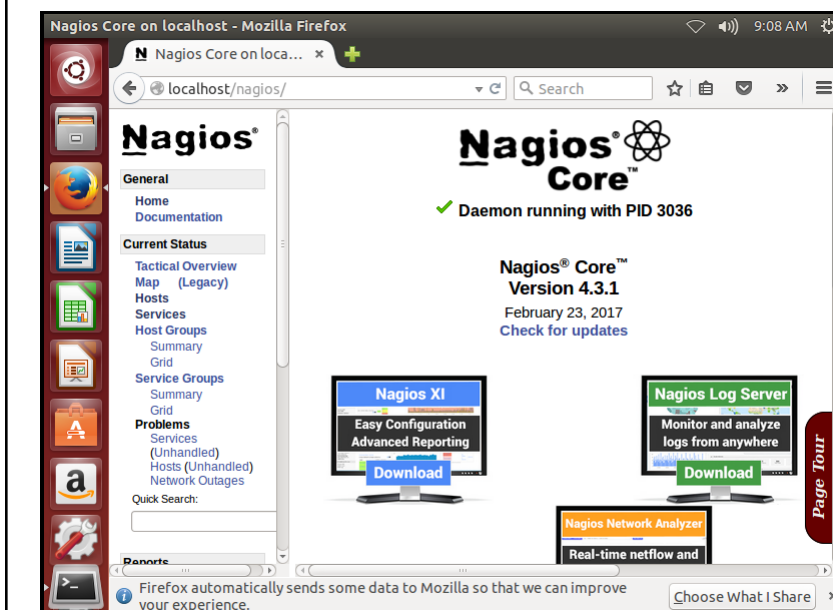 Nagios Core on localhost - Mozilla Firefox
9:08 AM
N Nagios Core on loca... ×
localhost/nagios/
Search
Nagios®
General
Home
Documentation
Current Status
Tactical Overview
Map (Legacy)
Hosts
Services
Host Groups
Summary
Grid
Service Groups
Summary
Grid
Problems
Services
(Unhandled)
Hosts (Unhandled)
Network Outages
Quick Search:
Reports
Nagios®
Core™
Daemon running with PID 3036
Nagios® Core™
Version 4.3.1
February 23, 2017
Check for updates
Nagios XI
Easy Configuration
Advanced Reporting
Download
Nagios Log Server
Monitor and analyze
logs from anywhere
Download
Nagios Network Analyzer
Real-time netflow and
Page Tour
Firefox automatically sends some data to Mozilla so that we can improve
your experience.
Choose What I Share